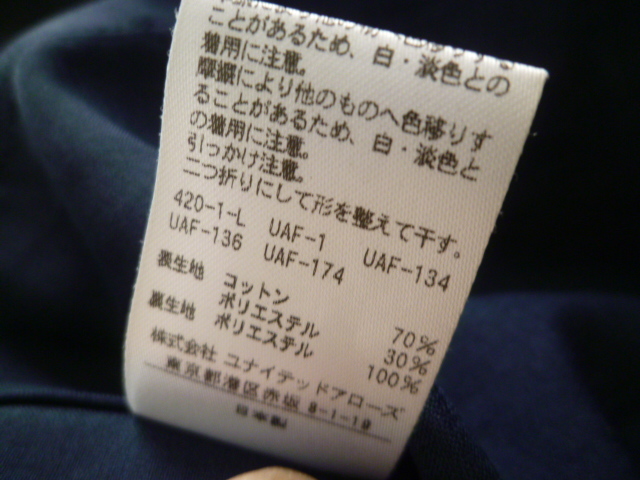 ことがあるため、白・淡色との
着用に注意。
摩擦により他のものへ色移りす
ることがあるため、白・淡色と
の着用に注意。
引っかけ注意。
二つ折りにして形を整えて干す。
420-1-L UAF-1 UAF-134
UAF-136 UAF-174
表生地 コットン 70%
ポリエステル 30%
裏生地 ポリエステル 100%
株式会社 ユナイテッドアローズ
東京都港区赤坂 8-1-19
日本製